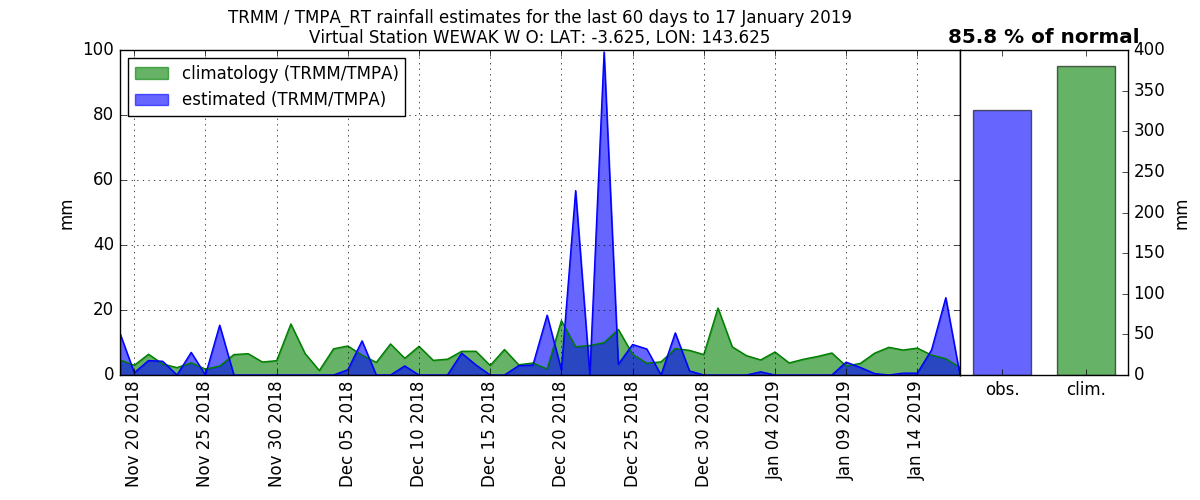 TRMM / TMPA_RT rainfall estimates for the last 60 days to 17 January 2019
Virtual Station WEWAK W O: LAT: -3.625, LON: 143.625
85.8 % of normal
climatology (TRMM/TMPA)
estimated (TRMM/TMPA)
100
80
60
40
20
0
mm
400
350
300
250
200
150
100
50
0
mm
Nov 20 2018
Nov 25 2018
Nov 30 2018
Dec 05 2018
Dec 10 2018
Dec 15 2018
Dec 20 2018
Dec 25 2018
Dec 30 2018
Jan 04 2019
Jan 09 2019
Jan 14 2019
obs.
clim.